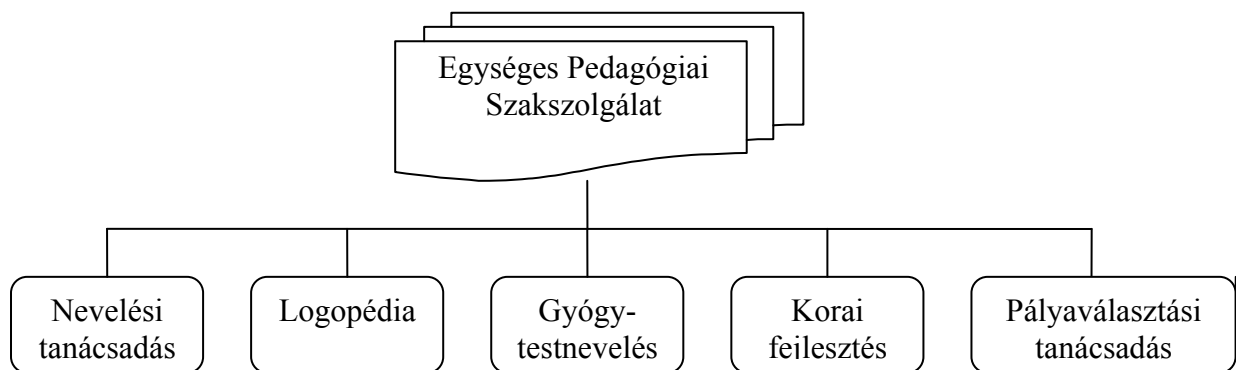 Egységes Pedagógiai
Szakszolgálat
Nevelési
tanácsadás
Logopédia
Gyógy-
testnevelés
Korai
fejlesztés
Pályaválasztási
tanácsadás